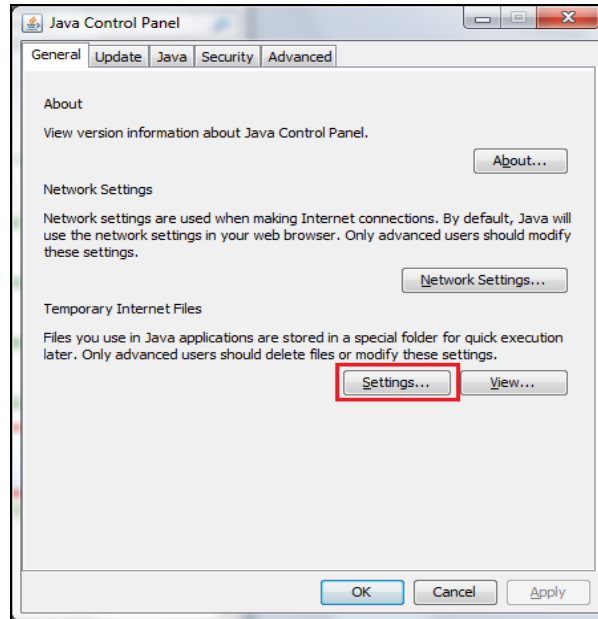 Java Control Panel
General Update Java Security Advanced
About
View version information about Java Control Panel.
About...
Network Settings
Network settings are used when making Internet connections. By default, Java will
use the network settings in your web browser. Only advanced users should modify
these settings.
Network Settings...
Temporary Internet Files
Files you use in Java applications are stored in a special folder for quick execution
later. Only advanced users should delete files or modify these settings.
Settings... View...
OK Cancel Apply